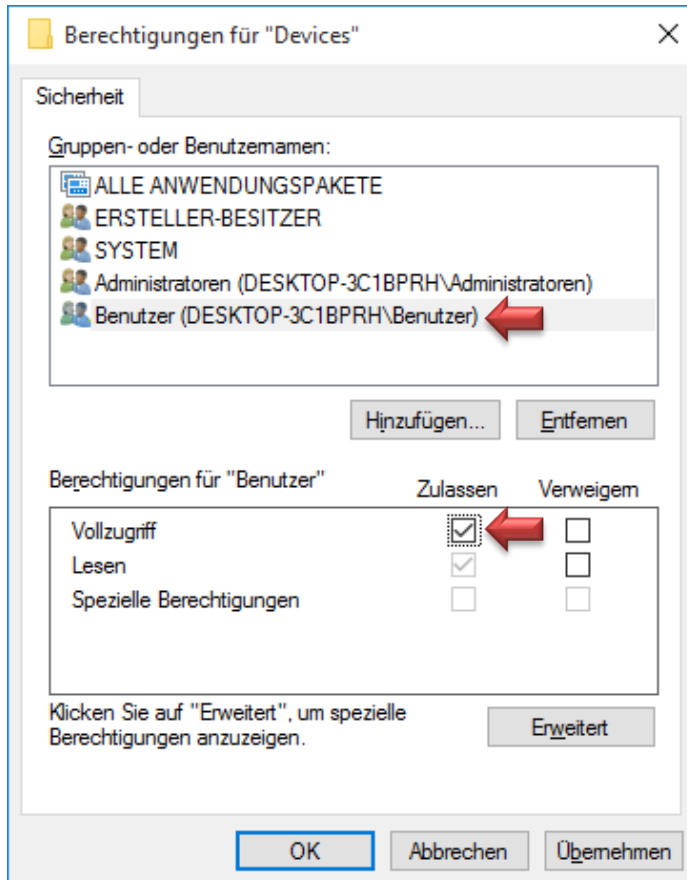 Berechtigungen für "Devices"
Sicherheit
Gruppen- oder Benutzernamen:
ALLE ANWENDUNGSPAKETE
ERSTELLER-BESITZER
SYSTEM
Administratoren (DESKTOP-3C1BPRH\Administratoren)
Benutzer (DESKTOP-3C1BPRH\Benutzer)
Hinzufügen... Entfernen
Berechtigungen für "Benutzer" Zulassen Verweigern
Vollzugriff
Lesen
Spezielle Berechtigungen
Klicken Sie auf "Erweitert", um spezielle
Berechtigungen anzuzeigen.
Erweitert
OK Abbrechen Übernehmen